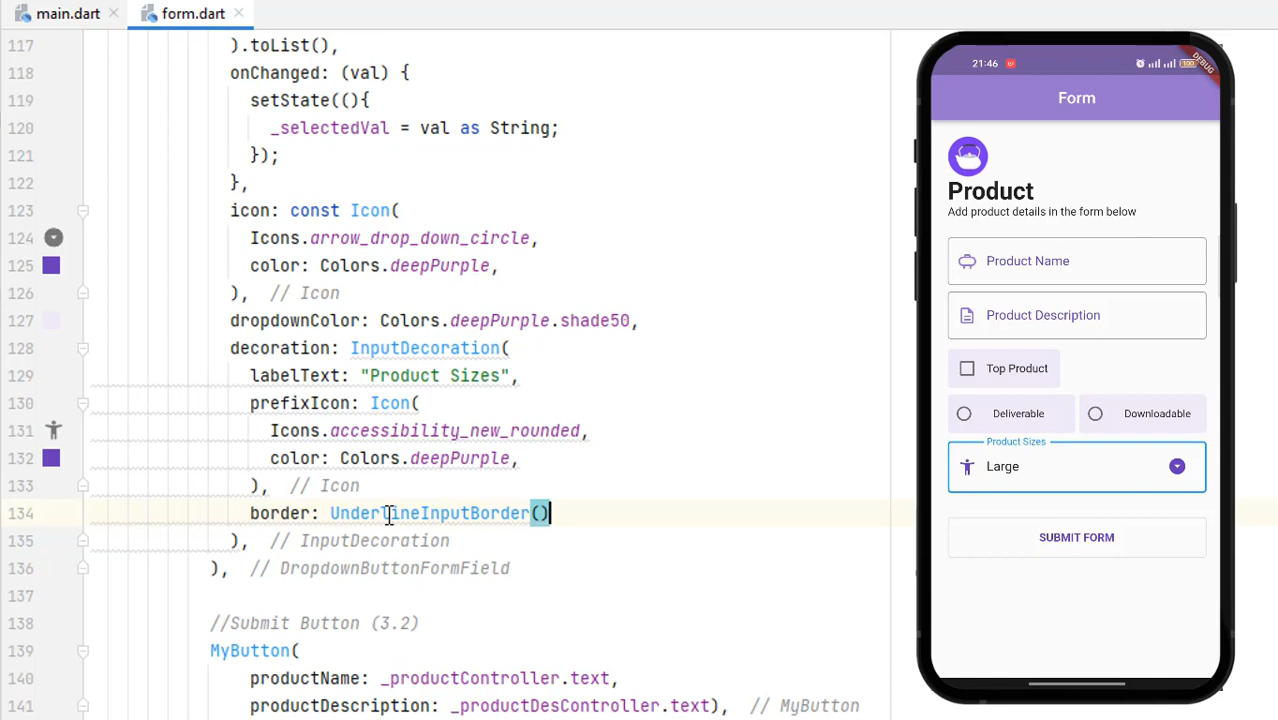 main.dart
form.dart
117 ).toList(),
118 onChanged: (val) {
119 setState((){
120 _selectedVal = val as String;
121 });
122 },
123 icon: const Icon(
124 Icons.arrow_drop_down_circle,
125 color: Colors.deepPurple,
126 ), // Icon
127 dropdownColor: Colors.deepPurple.shade50,
128 decoration: InputDecoration(
129 labelText: "Product Sizes",
130 prefixIcon: Icon(
131 Icons.accessibility_new_rounded,
132 color: Colors.deepPurple,
133 ), // Icon
134 border: UnderlineInputBorder()
135 ), // InputDecoration
136 ), // DropdownButtonFormField
137
138 //Submit Button (3.2)
139 MyButton(
140 productName: _productController.text,
141 productDescription: _productDesController.text), // MyButton
21:46
100
DEBUG
Form
Product
Add product details in the form below
Product Name
Product Description
Top Product
Deliverable
Downloadable
Product Sizes
Large
SUBMIT FORM